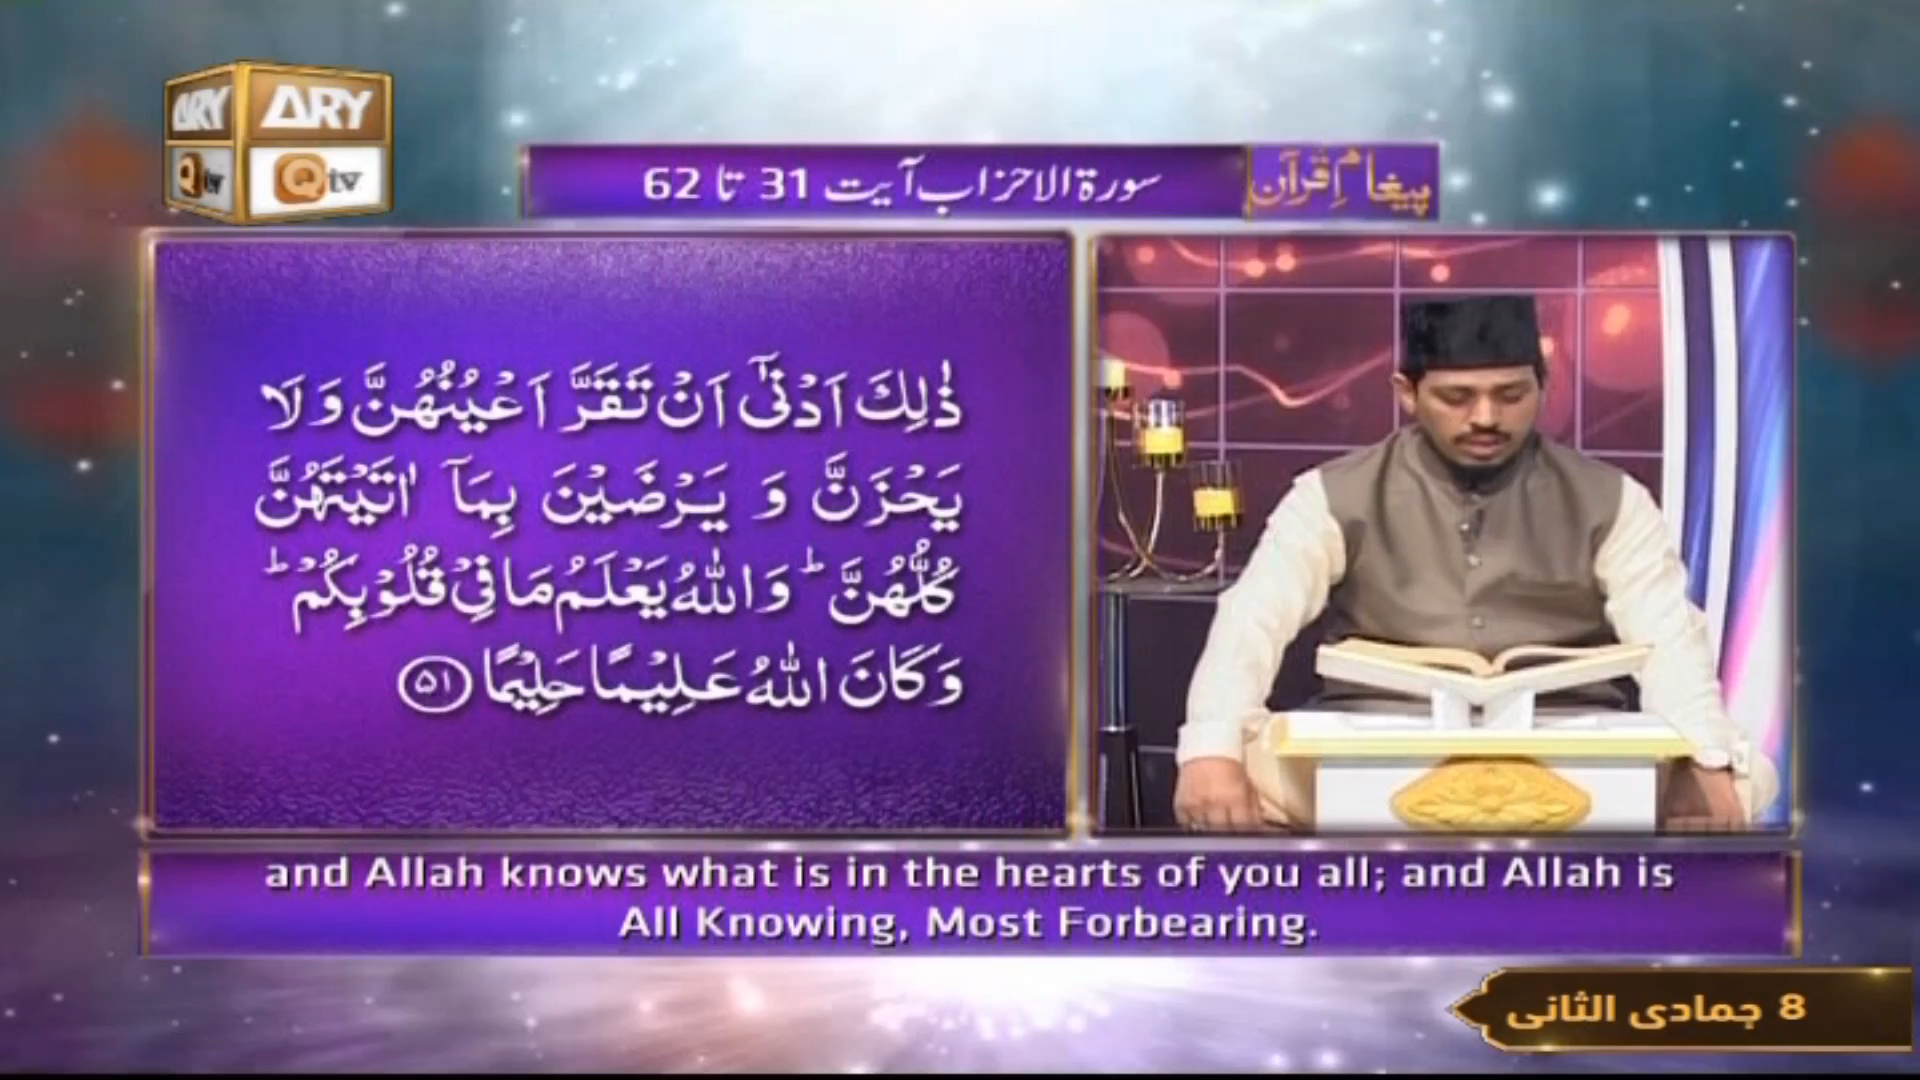 ARY
ARY
Qtv
Qtv
پیغامِ قرآن
سورۃ الاحزاب آیت 31 تا 62
ذٰلِكَ اَدْنٰۤى اَنْ تَقَرَّ اَعْیُنُهُنَّ وَ لَا
یَحْزَنَّ وَ یَرْضَیْنَ بِمَاۤ اٰتَیْتَهُنَّ
كُلُّهُنَّ ؕ وَ اللّٰهُ یَعْلَمُ مَا فِیْ قُلُوْبِكُمْ ؕ
وَ كَانَ اللّٰهُ عَلِیْمًا حَلِیْمًا ۵۱
and Allah knows what is in the hearts of you all; and Allah is
All Knowing, Most Forbearing.
8 جمادی الثانی